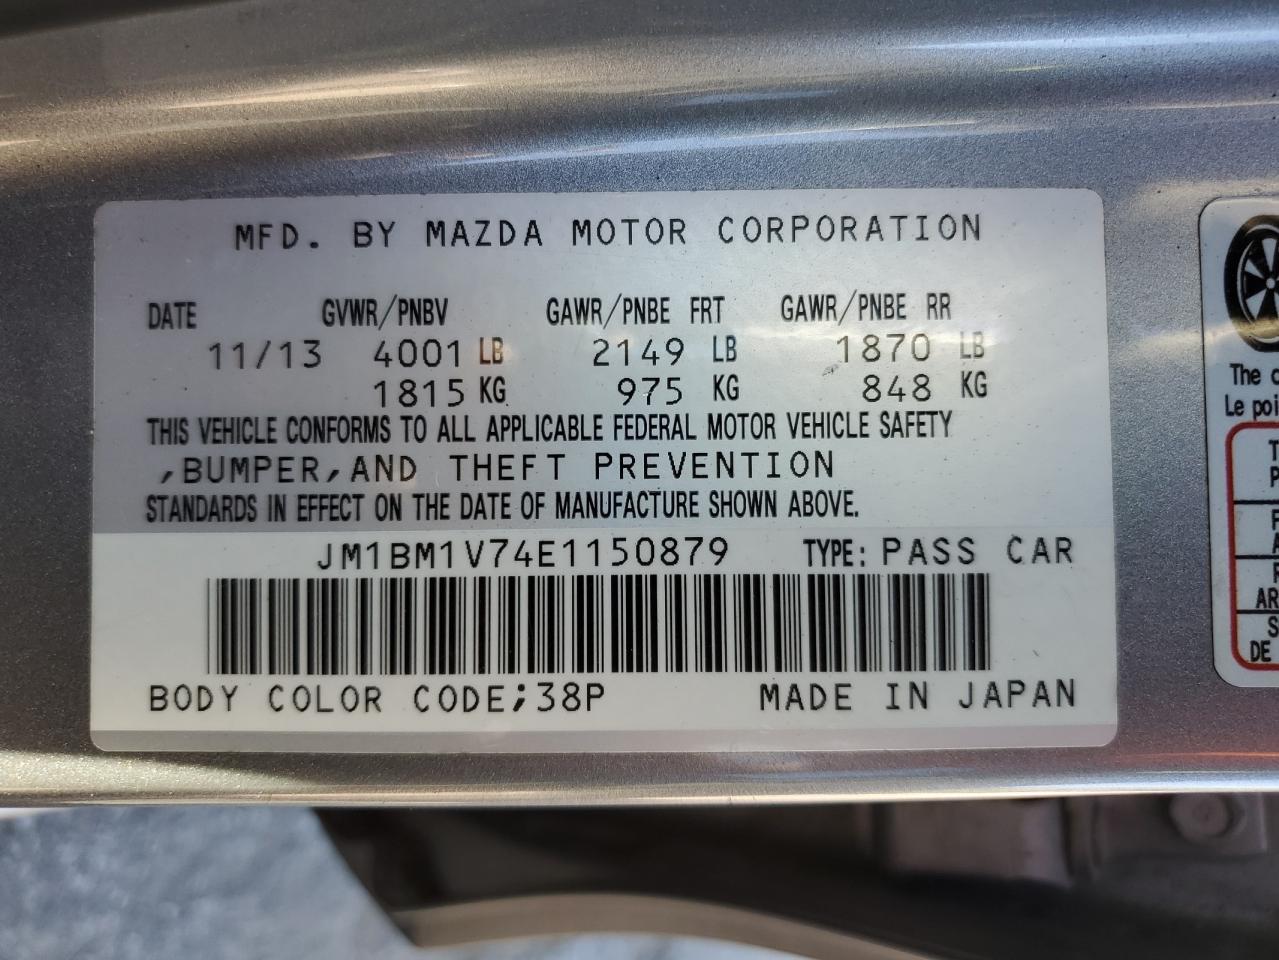 MFD. BY MAZDA MOTOR CORPORATION
DATE GVWR/PNBV GAWR/PNBE FRT GAWR/PNBE RR
11/13 4001 LB 2149 LB 1870 LB
1815 KG 975 KG 848 KG
THIS VEHICLE CONFORMS TO ALL APPLICABLE FEDERAL MOTOR VEHICLE SAFETY
,BUMPER,AND THEFT PREVENTION
STANDARDS IN EFFECT ON THE DATE OF MANUFACTURE SHOWN ABOVE.
JM1BM1V74E1150879 TYPE: PASS CAR
BODY COLOR CODE;38P MADE IN JAPAN
The
Le
DE